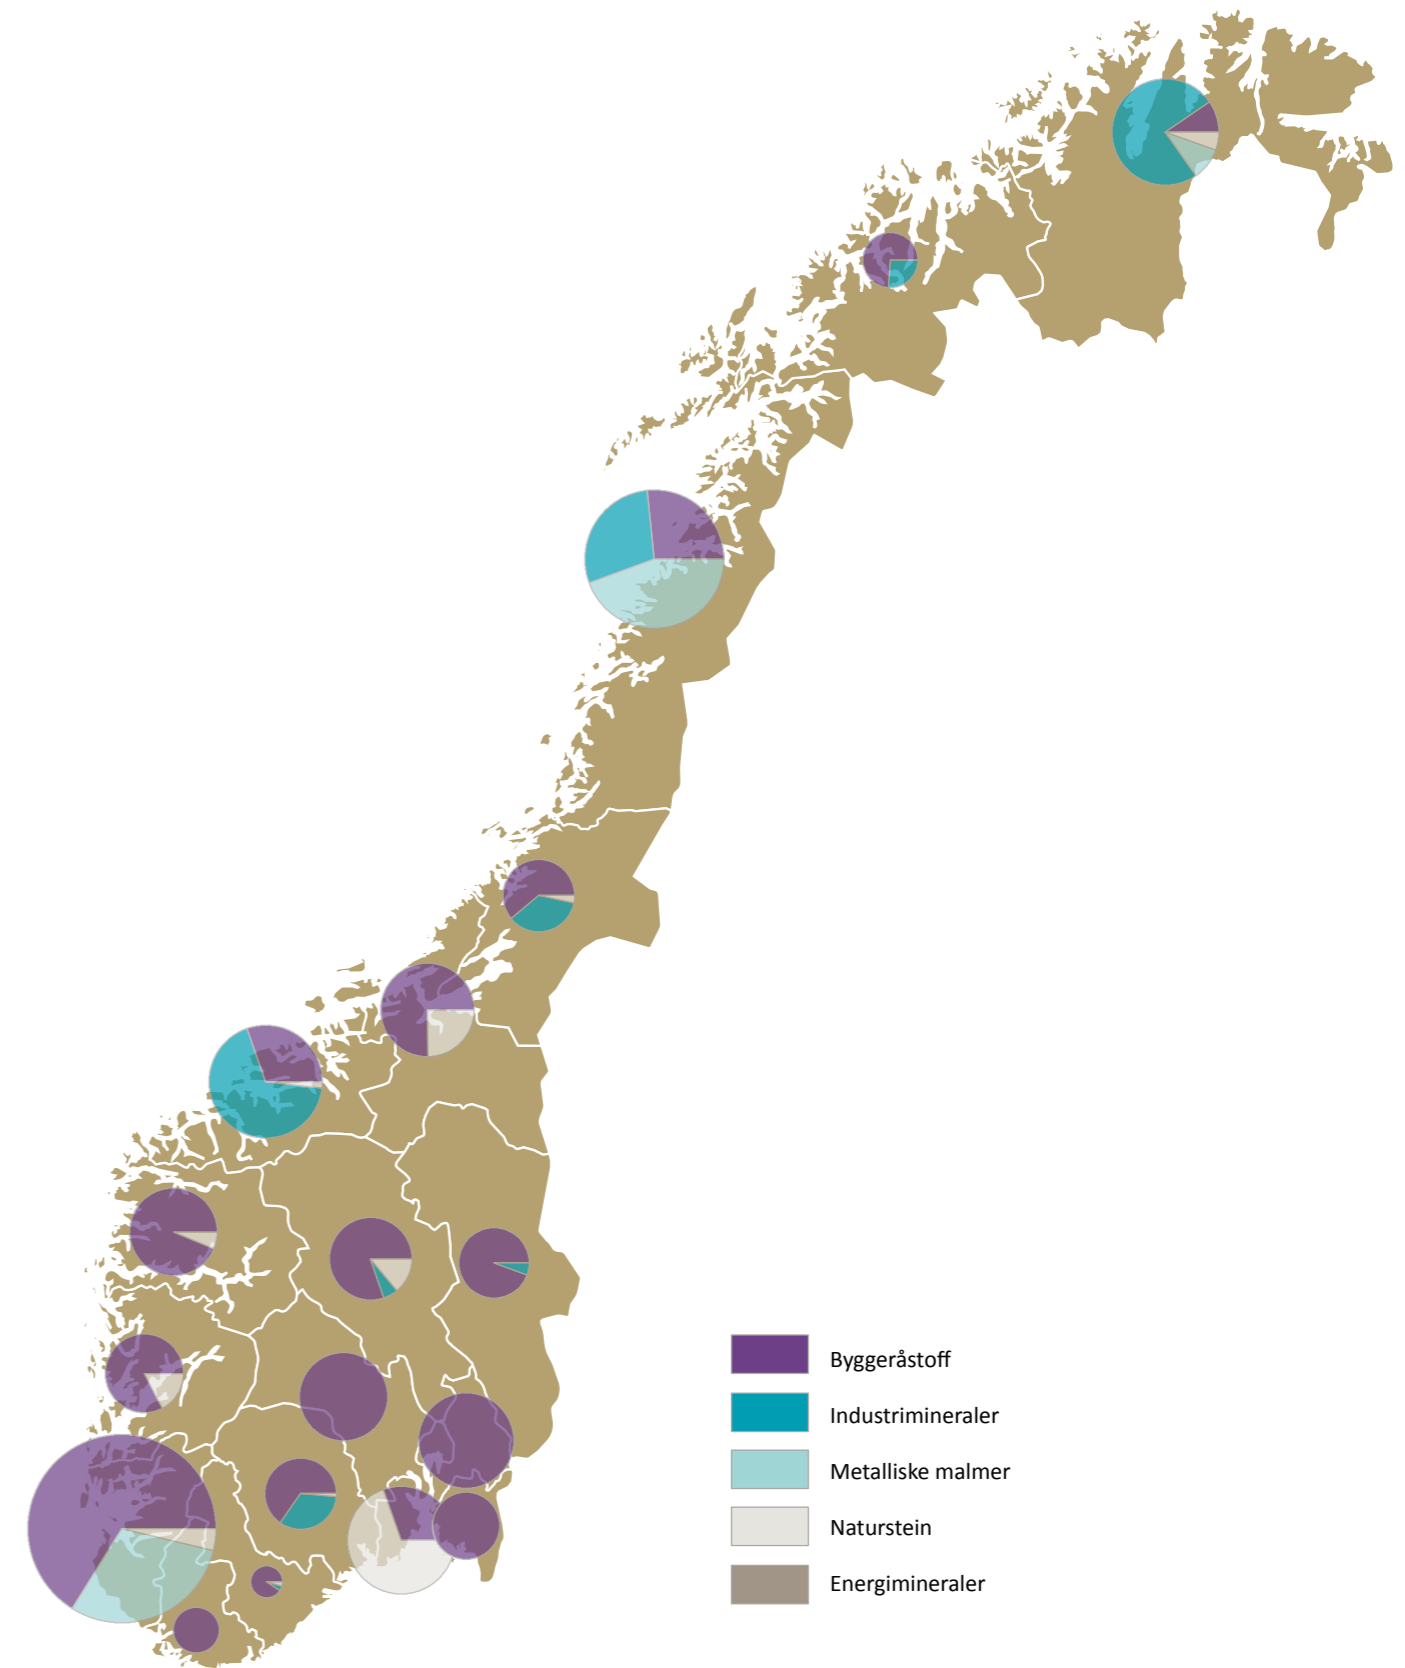 Byggeråstoff
Industrimineraler
Metalliske malmer
Naturstein
Energimineraler